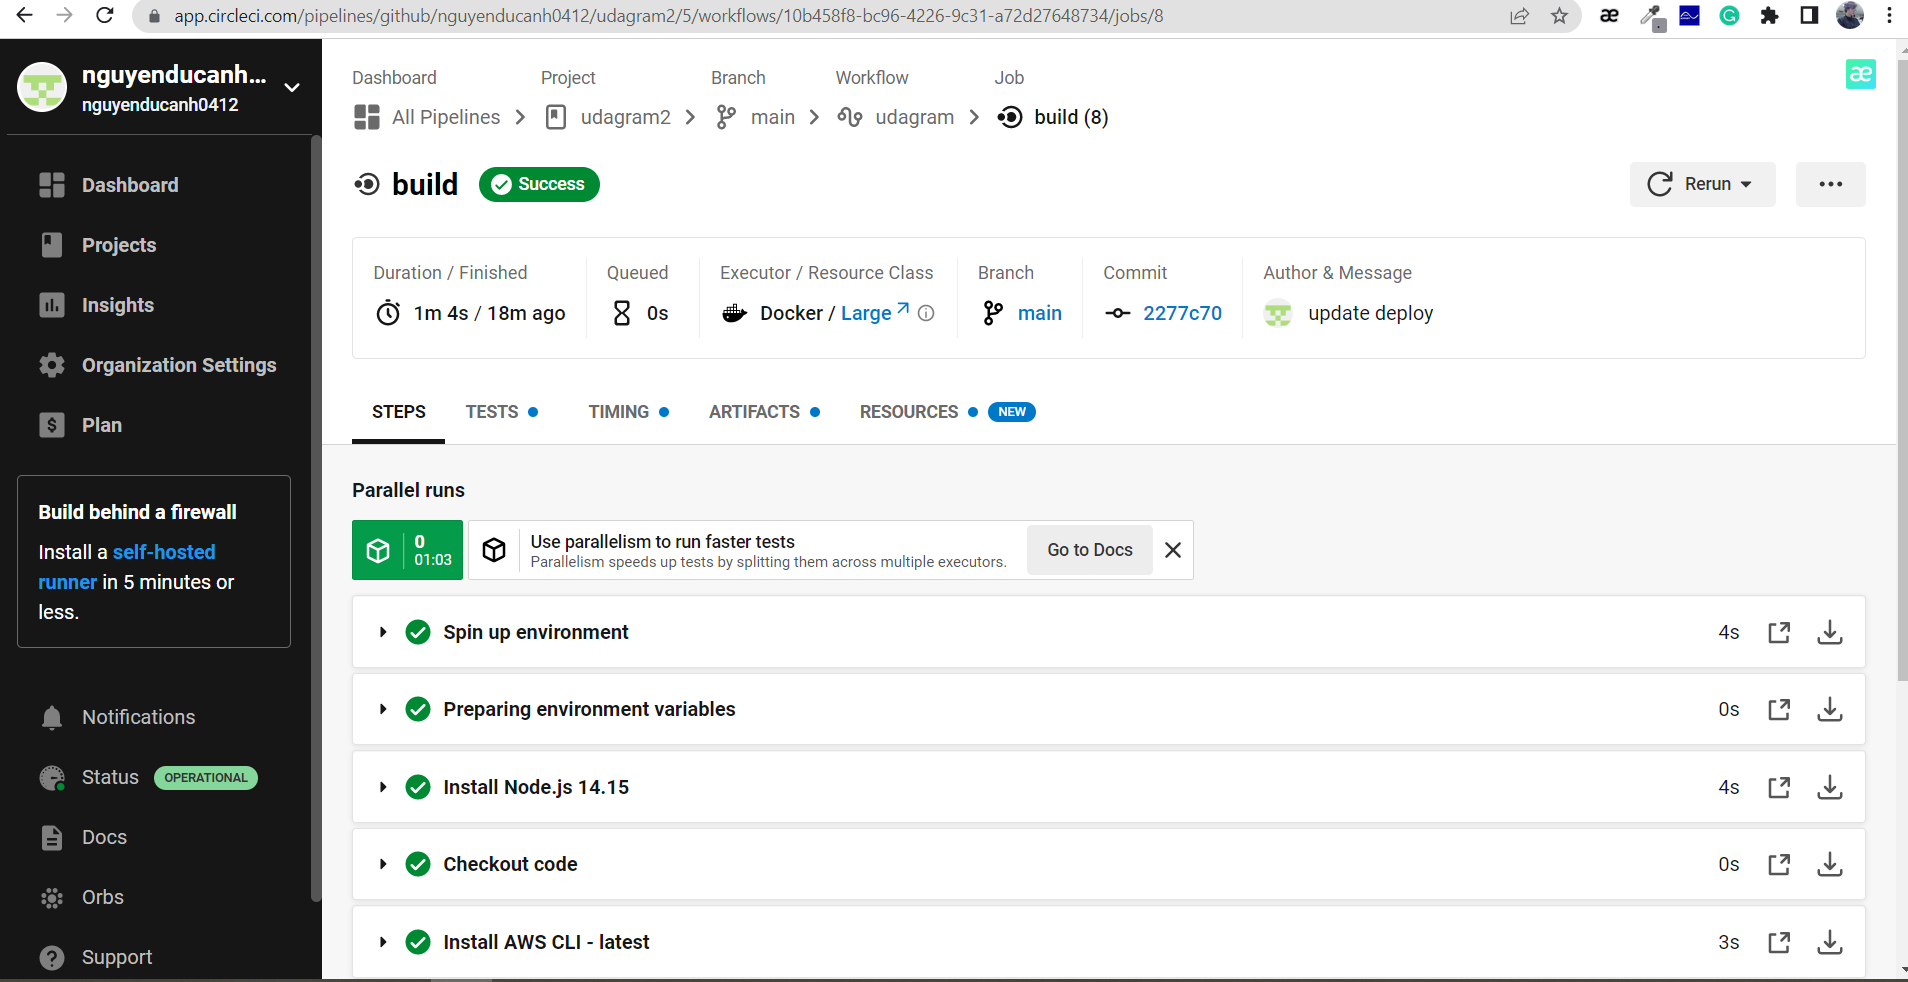 app.circleci.com/pipelines/github/nguyenducanh0412/udagram2/5/workflows/10b458f8-bc96-4226-9c31-a72d27648734/jobs/8
nguyenducanh...
nguyenducanh0412
Dashboard
Projects
Insights
Organization Settings
Plan
Build behind a firewall
Install a self-hosted
runner in 5 minutes or
less.
Notifications
Status OPERATIONAL
Docs
Orbs
Support
Dashboard Project Branch Workflow Job
All Pipelines udagram2 main udagram build (8)
æ
build Success
Rerun
Duration / Finished Queued Executor / Resource Class Branch Commit Author & Message
1m 4s / 18m ago 0s Docker / Large main 2277c70 update deploy
STEPS TESTS TIMING ARTIFACTS RESOURCES NEW
Parallel runs
0
01:03
Use parallelism to run faster tests
Parallelism speeds up tests by splitting them across multiple executors.
Go to Docs
Spin up environment 4s
Preparing environment variables 0s
Install Node.js 14.15 4s
Checkout code 0s
Install AWS CLI - latest 3s